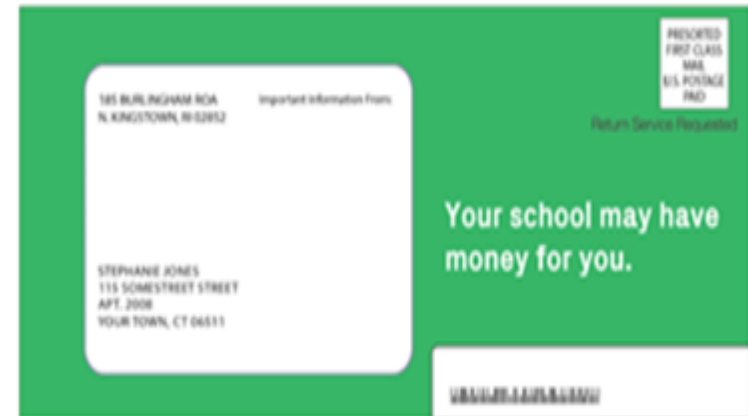 185 BURLINGHAM ROA
N. KINGSTOWN, RI 02852
Important Information From:
PRESORTED
FIRST CLASS
MAIL
U.S. POSTAGE
PAID
Return Service Requested
Your school may have
money for you.
STEPHANIE JONES
115 SOMESTREET STREET
APT. 2008
YOUR TOWN, CT 06511